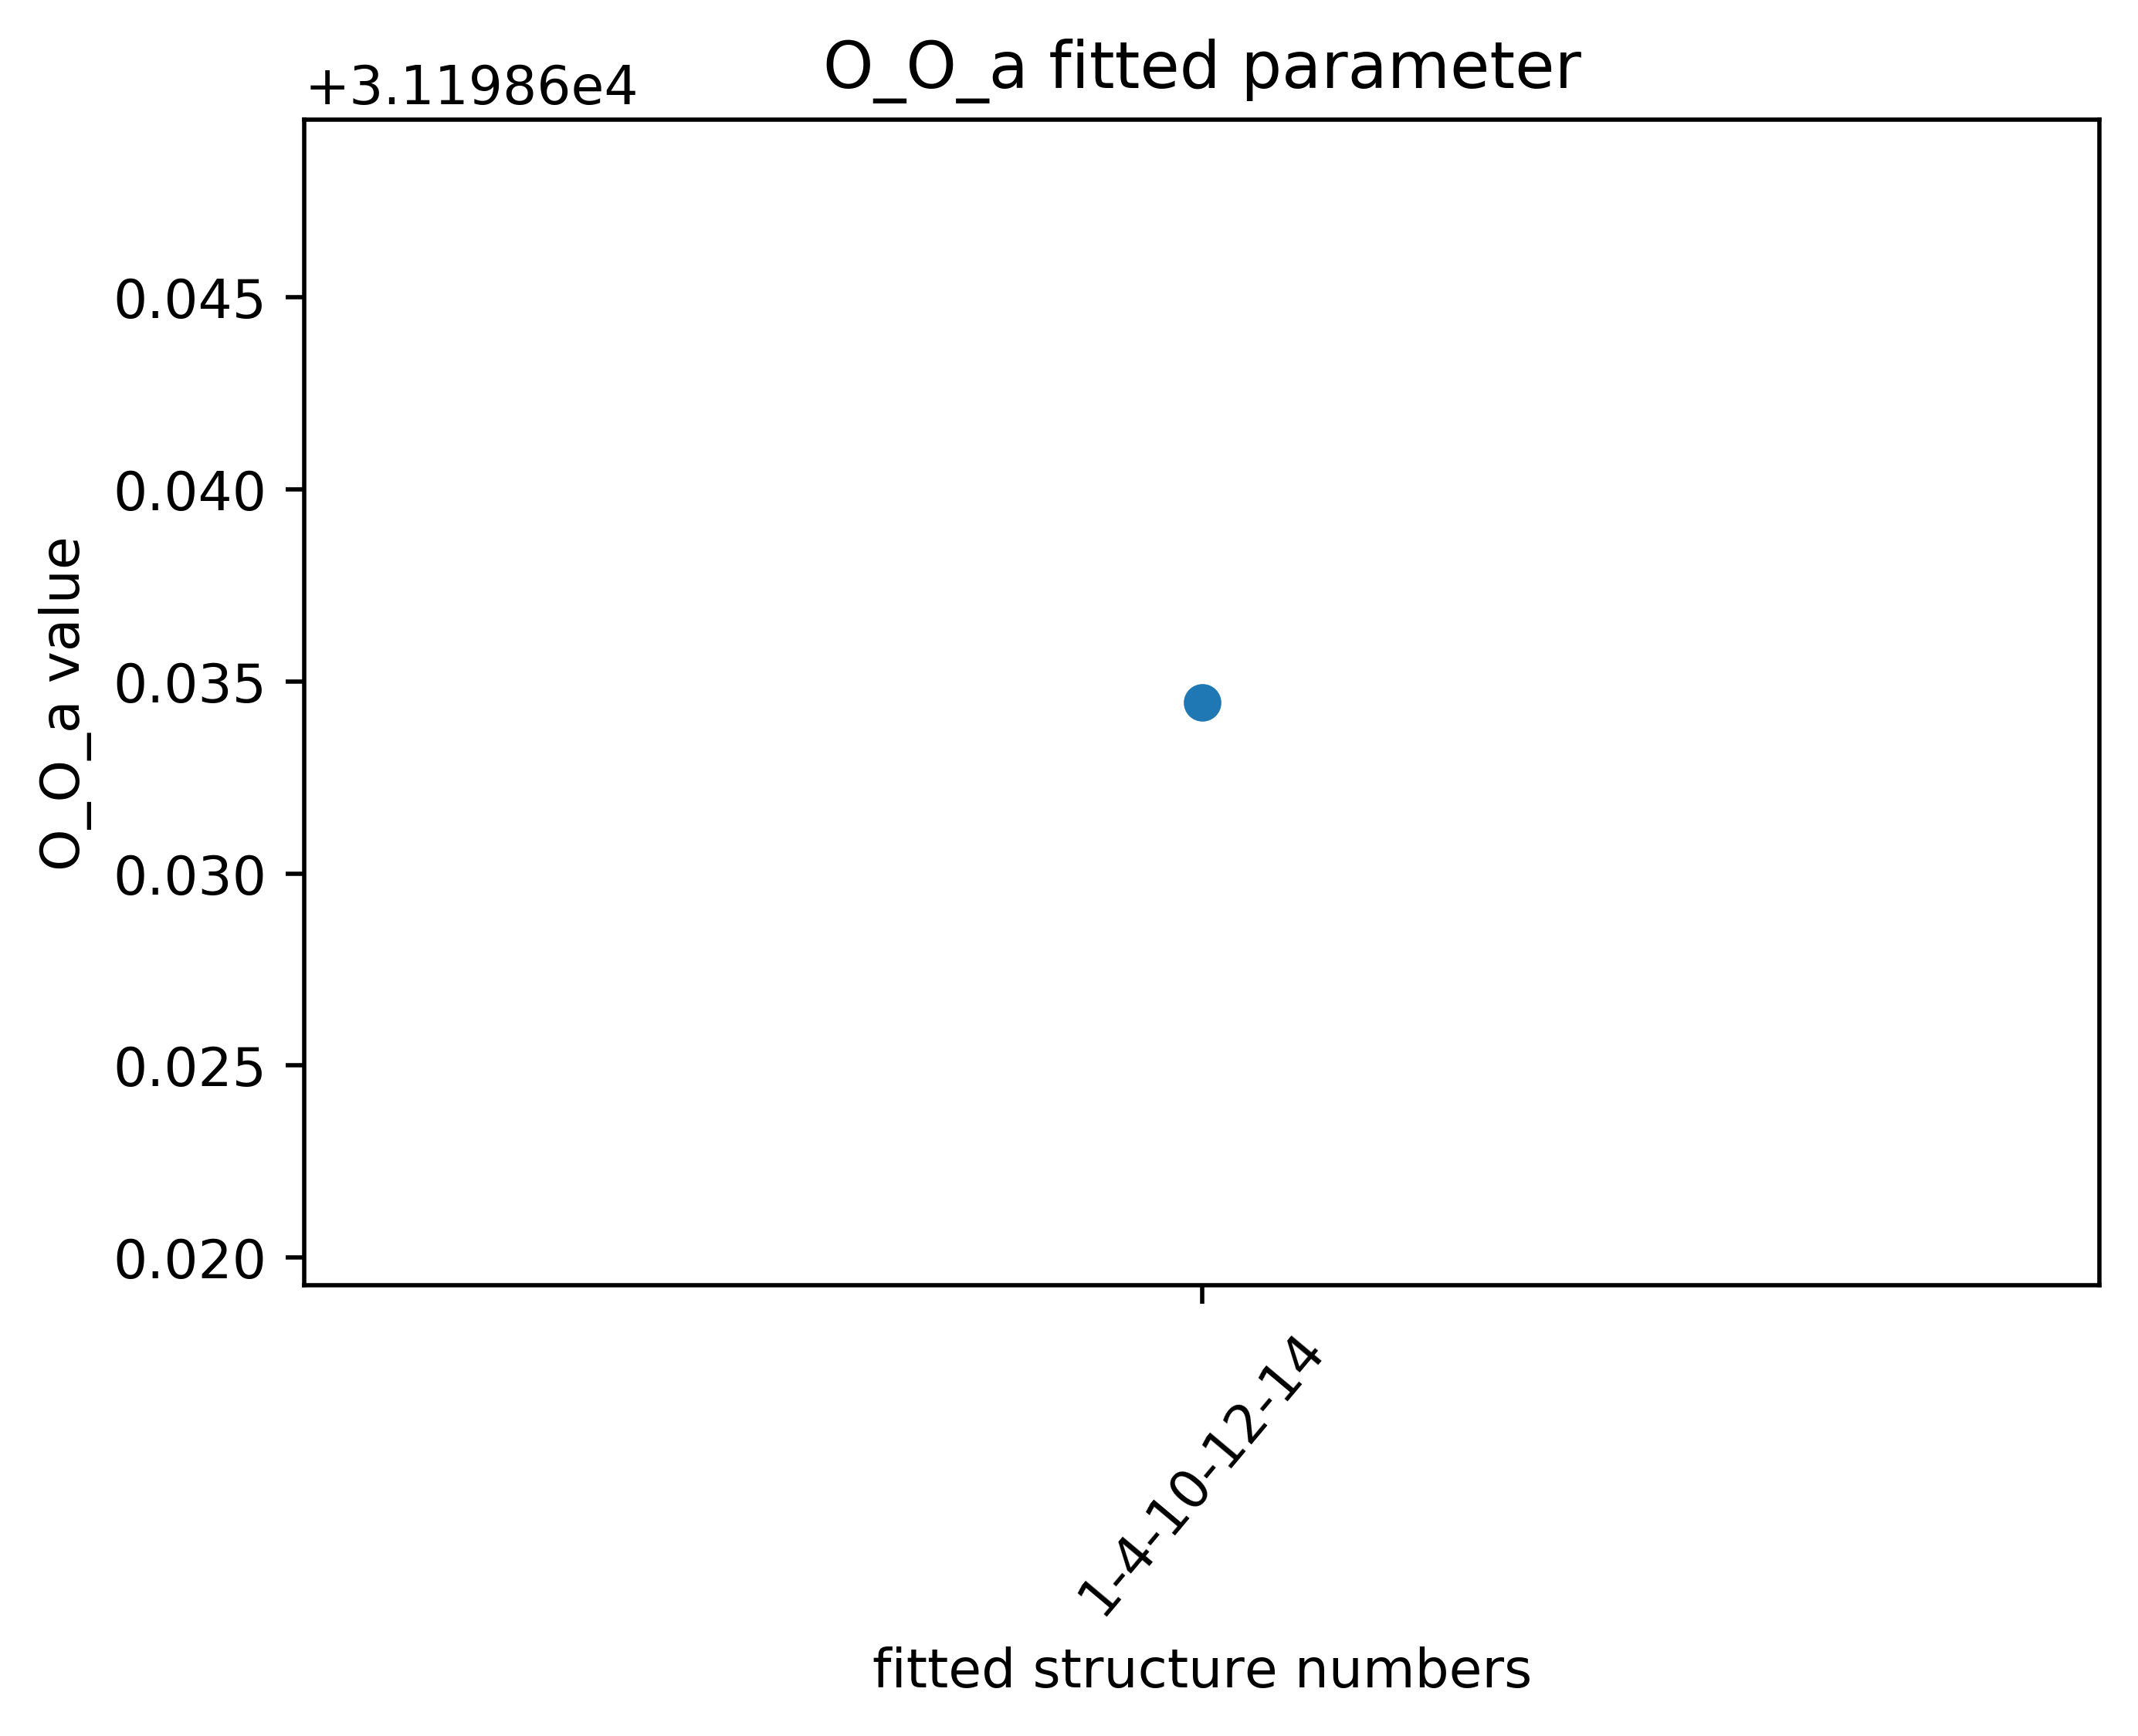 O_O_a fitted parameter
+3.11986e4
0.045
0.040
0.035
0.030
0.025
0.020
O_O_a value
1-4-10-12-14
fitted structure numbers